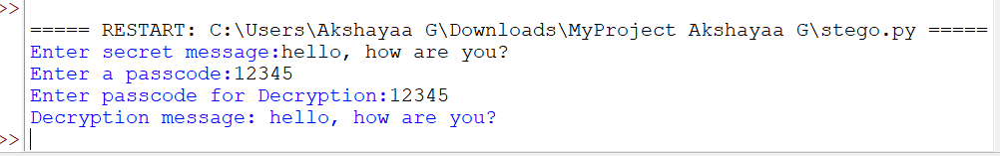 >>
===== RESTART: C:\Users\Akshayaa G\Downloads\MyProject Akshayaa G\stego.py =====
Enter secret message:hello, how are you?
Enter a passcode:12345
Enter passcode for Decryption:12345
Decryption message: hello, how are you?
>>